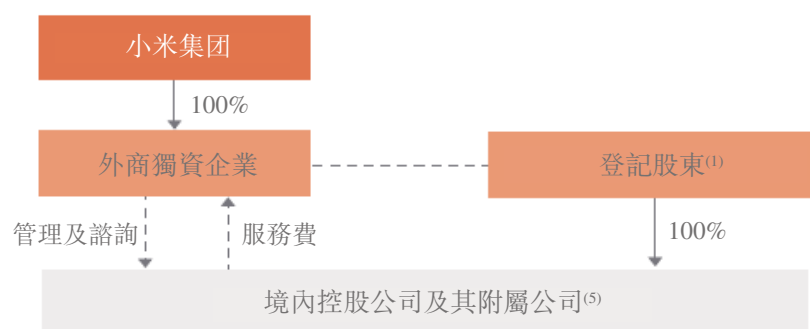 小米集团
100%
外商獨資企業
登記股東(1)
管理及諮詢
服務費
100%
境內控股公司及其附屬公司(5)